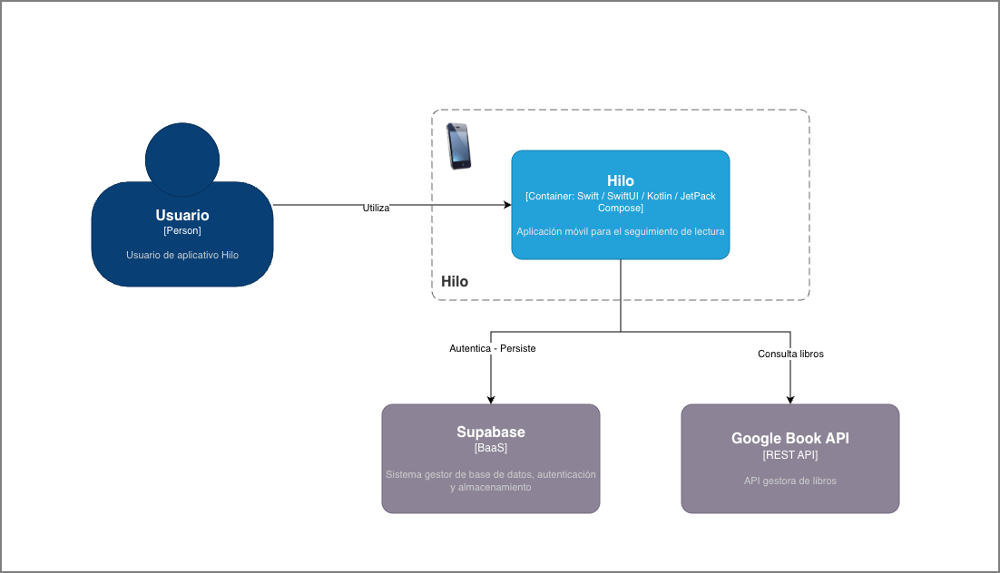 Usuario
[Person]
Usuario de aplicativo Hilo
Utiliza
Hilo
[Container: Swift / SwiftUI / Kotlin / JetPack
Compose]
Aplicación móvil para el seguimiento de lectura
Hilo
Autentica - Persiste
Consulta libros
Supabase
[BaaS]
Sistema gestor de base de datos, autenticación
y almacenamiento
Google Book API
[REST API]
API gestora de libros